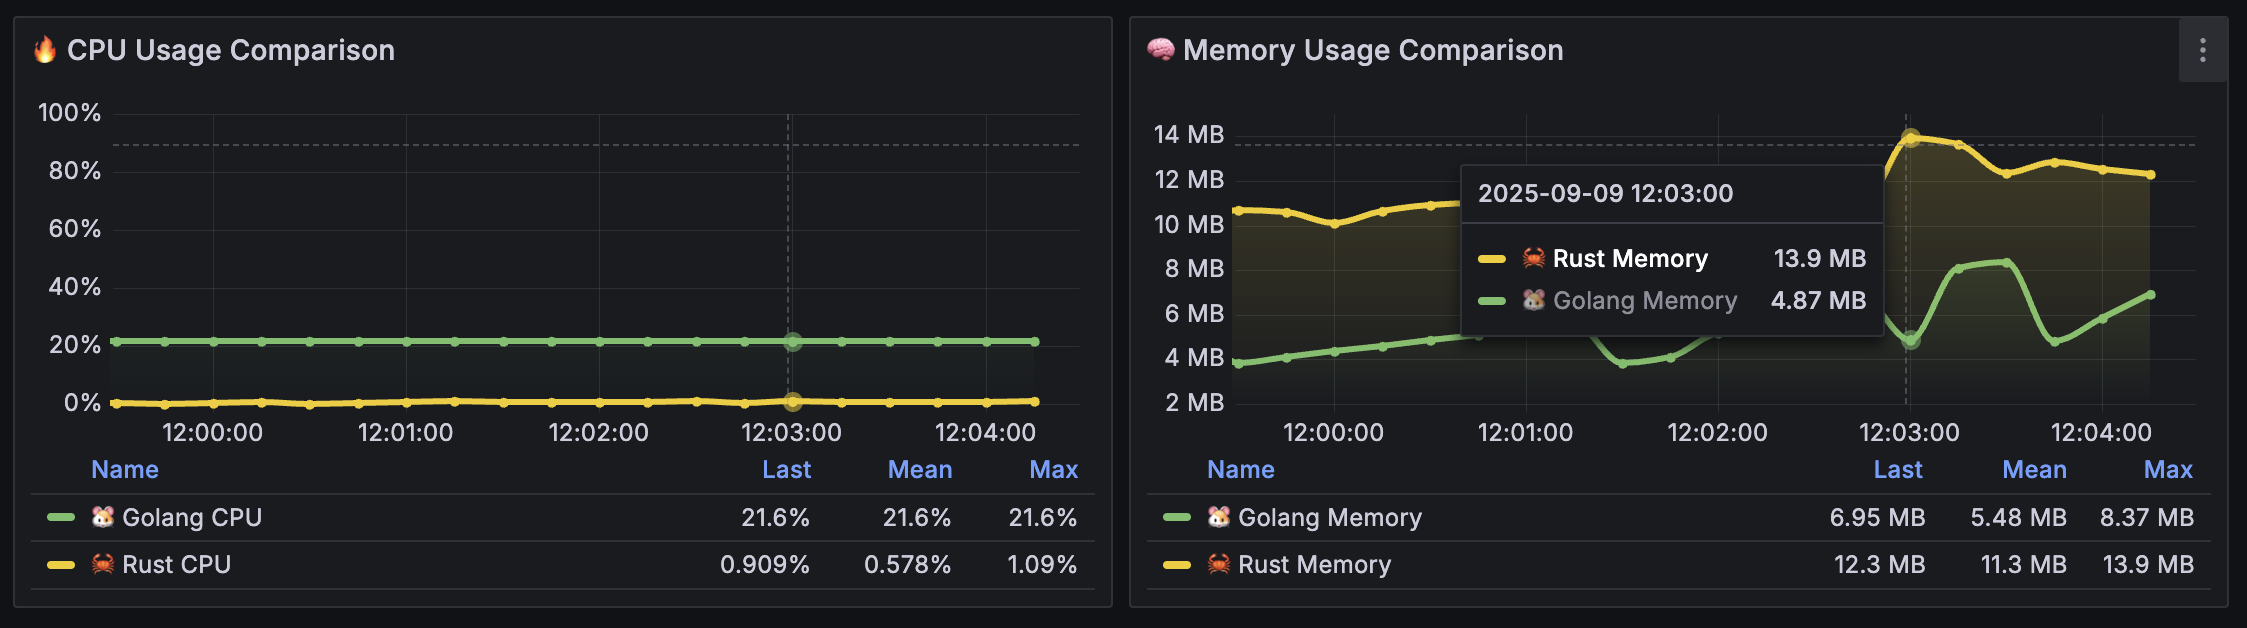 🔥 CPU Usage Comparison
100%
80%
60%
40%
20%
0%
12:00:00 12:01:00 12:02:00 12:03:00 12:04:00
Name Last Mean Max
🐹 Golang CPU 21.6% 21.6% 21.6%
🦀 Rust CPU 0.909% 0.578% 1.09%
🧠 Memory Usage Comparison
14 MB
12 MB
10 MB
8 MB
6 MB
4 MB
2 MB
2025-09-09 12:03:00
🦀 Rust Memory 13.9 MB
🐹 Golang Memory 4.87 MB
12:00:00 12:01:00 12:02:00 12:03:00 12:04:00
Name Last Mean Max
🐹 Golang Memory 6.95 MB 5.48 MB 8.37 MB
🦀 Rust Memory 12.3 MB 11.3 MB 13.9 MB